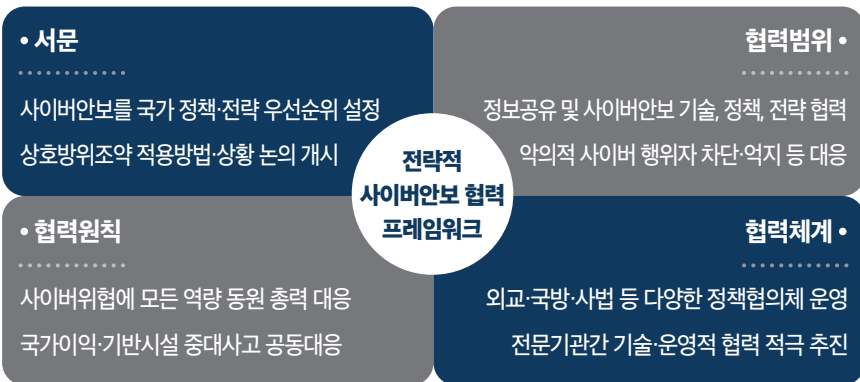 • 서문
사이버안보를 국가 정책·전략 우선순위 설정
상호방위조약 적용방법·상황 논의 개시
협력범위 •
정보공유 및 사이버안보 기술, 정책, 전략 협력
악의적 사이버 행위자 차단·억지 등 대응
전략적
사이버안보 협력
프레임워크
• 협력원칙
사이버위협에 모든 역량 동원 총력 대응
국가이익·기반시설 중대사고 공동대응
협력체계 •
외교·국방·사법 등 다양한 정책협의체 운영
전문기관간 기술·운영적 협력 적극 추진